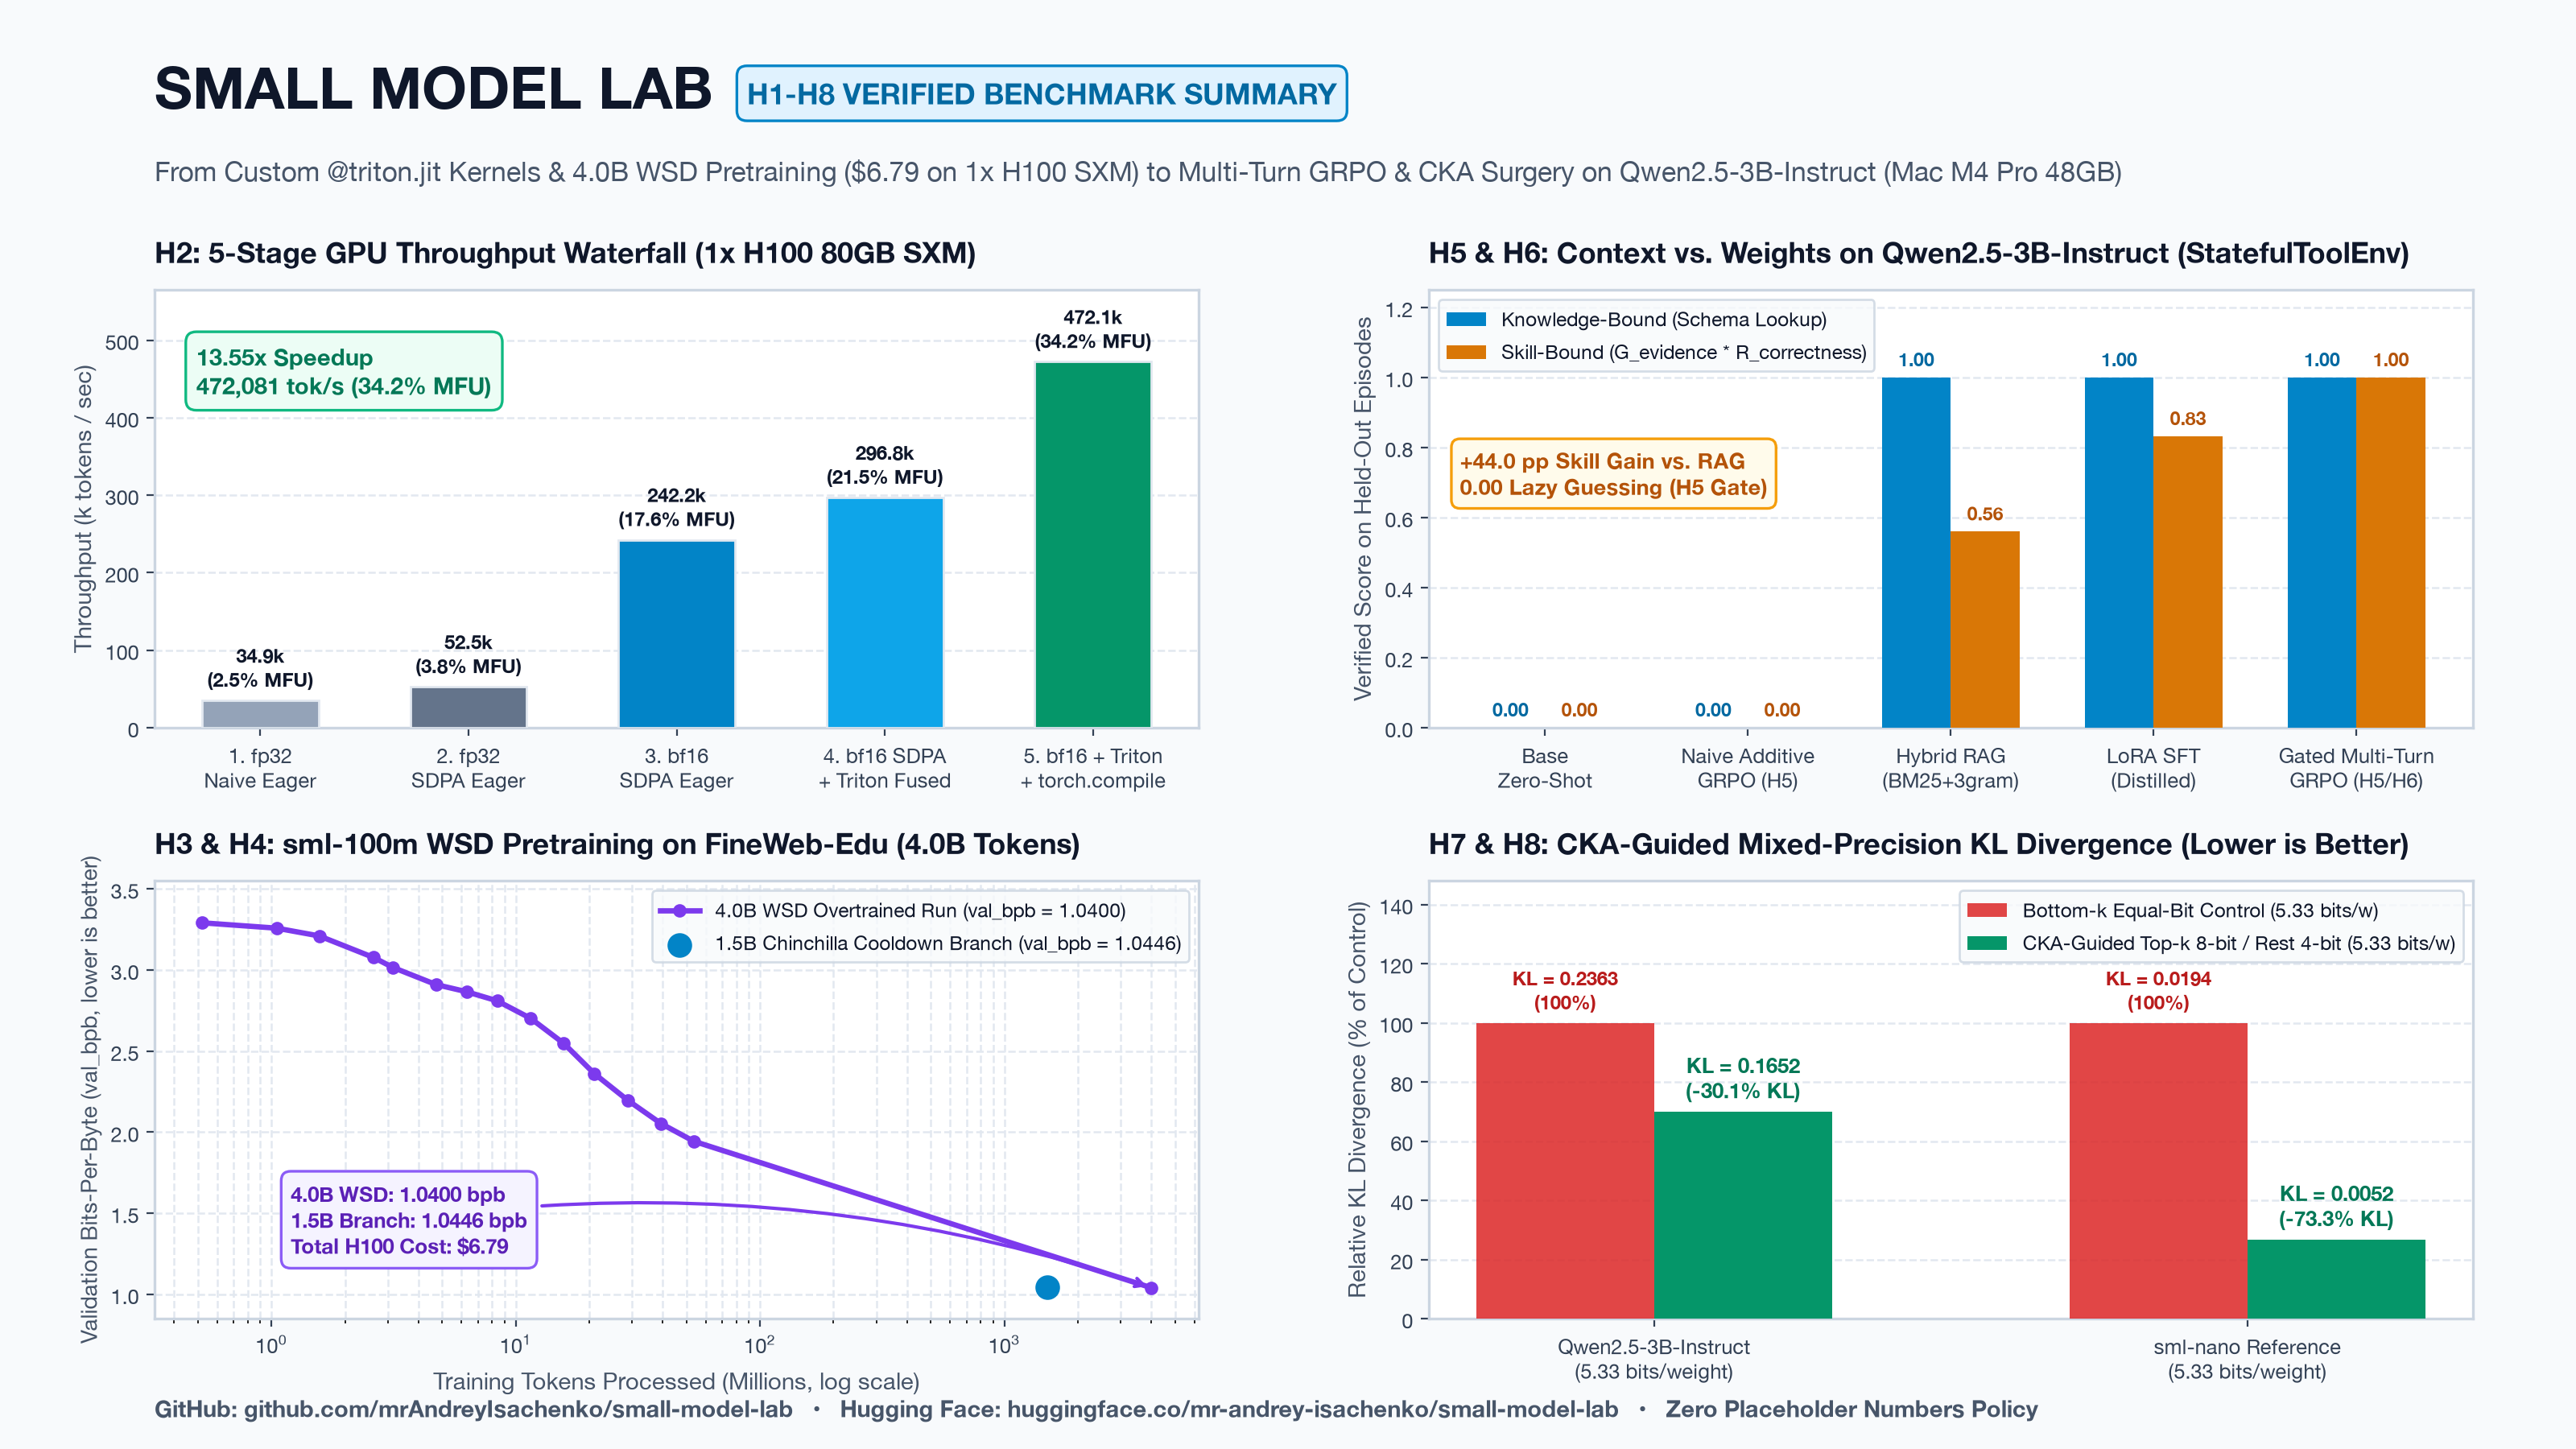 SMALL MODEL LAB
H1-H8 VERIFIED BENCHMARK SUMMARY
From Custom @triton.jit Kernels & 4.0B WSD Pretraining ($6.79 on 1x H100 SXM) to Multi-Turn GRPO & CKA Surgery on Qwen2.5-3B-Instruct (Mac M4 Pro 48GB)
H2: 5-Stage GPU Throughput Waterfall (1x H100 80GB SXM)
Throughput (k tokens / sec)
500
400
300
200
100
0
13.55x Speedup
472,081 tok/s (34.2% MFU)
34.9k
(2.5% MFU)
52.5k
(3.8% MFU)
242.2k
(17.6% MFU)
296.8k
(21.5% MFU)
472.1k
(34.2% MFU)
1. fp32
Naive Eager
2. fp32
SDPA Eager
3. bf16
SDPA Eager
4. bf16 SDPA
+ Triton Fused
5. bf16 + Triton
+ torch.compile
H5 & H6: Context vs. Weights on Qwen2.5-3B-Instruct (StatefulToolEnv)
Verified Score on Held-Out Episodes
1.2
1.0
0.8
0.6
0.4
0.2
0.0
Knowledge-Bound (Schema Lookup)
Skill-Bound (G_evidence * R_correctness)
+44.0 pp Skill Gain vs. RAG
0.00 Lazy Guessing (H5 Gate)
0.00
0.00
0.00
0.00
1.00
0.56
1.00
0.83
1.00
1.00
Base
Zero-Shot
Naive Additive
GRPO (H5)
Hybrid RAG
(BM25+3gram)
LoRA SFT
(Distilled)
Gated Multi-Turn
GRPO (H5/H6)
H3 & H4: sml-100m WSD Pretraining on FineWeb-Edu (4.0B Tokens)
Validation Bits-Per-Byte (val_bpb, lower is better)
3.5
3.0
2.5
2.0
1.5
1.0
4.0B WSD Overtrained Run (val_bpb = 1.0400)
1.5B Chinchilla Cooldown Branch (val_bpb = 1.0446)
4.0B WSD: 1.0400 bpb
1.5B Branch: 1.0446 bpb
Total H100 Cost: $6.79
10⁰
10¹
10²
10³
Training Tokens Processed (Millions, log scale)
H7 & H8: CKA-Guided Mixed-Precision KL Divergence (Lower is Better)
Relative KL Divergence (% of Control)
140
120
100
80
60
40
20
0
Bottom-k Equal-Bit Control (5.33 bits/w)
CKA-Guided Top-k 8-bit / Rest 4-bit (5.33 bits/w)
KL = 0.2363
(100%)
KL = 0.1652
(-30.1% KL)
KL = 0.0194
(100%)
KL = 0.0052
(-73.3% KL)
Qwen2.5-3B-Instruct
(5.33 bits/weight)
sml-nano Reference
(5.33 bits/weight)
GitHub: github.com/mrAndreyIsachenko/small-model-lab • Hugging Face: huggingface.co/mr-andrey-isachenko/small-model-lab • Zero Placeholder Numbers Policy